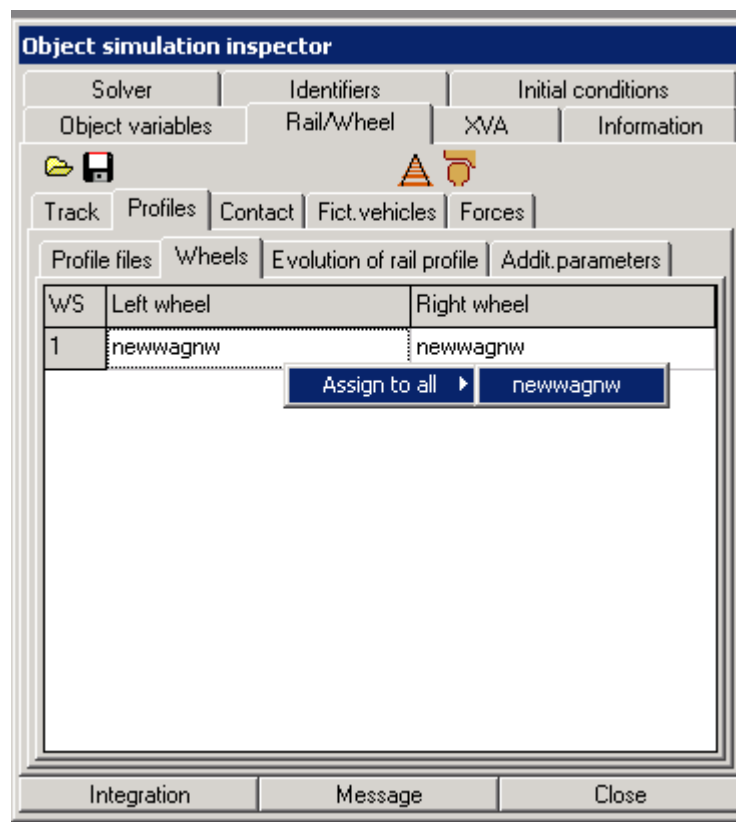 Object simulation inspector
Solver Identifiers Initial conditions
Object variables Rail/Wheel XVA Information
Track Profiles Contact Fict.vehicles Forces
Profile files Wheels Evolution of rail profile Addit.parameters
WS Left wheel Right wheel
1 newwagnw newwagnw
Assign to all newwagnw
Integration Message Close